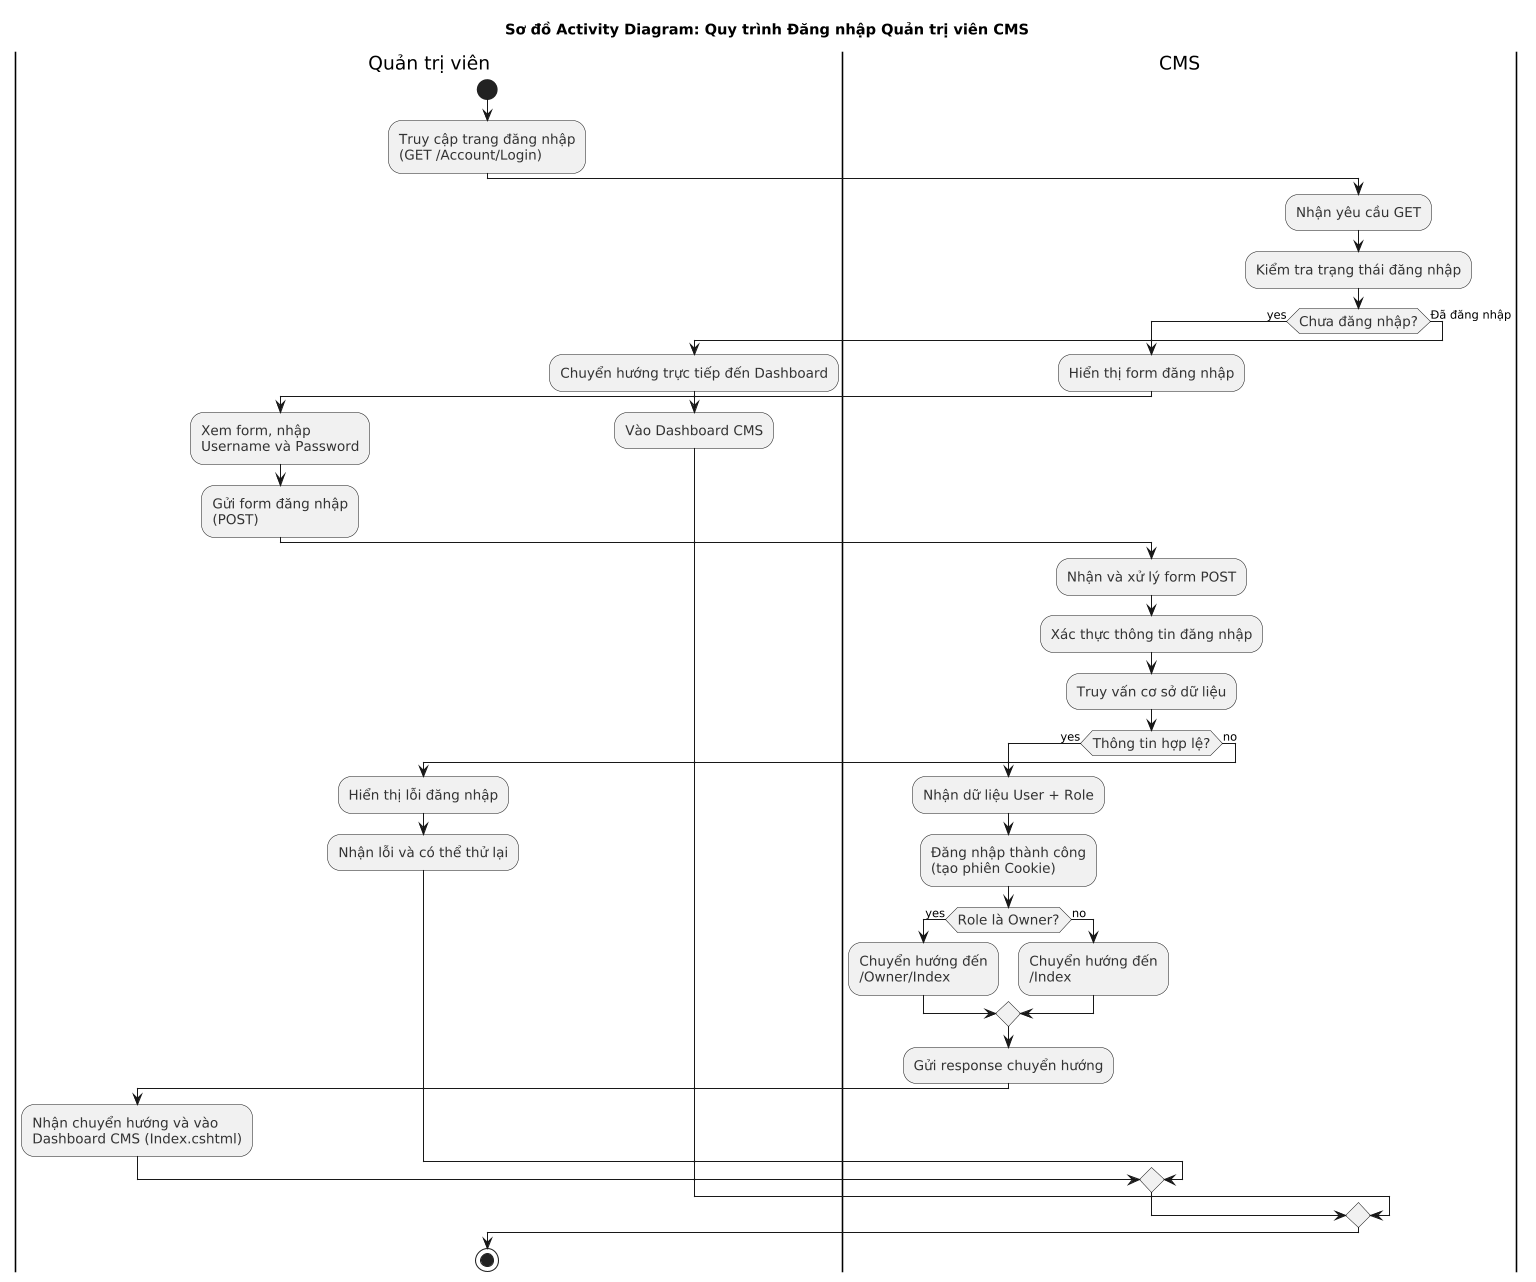 Sơ đồ Activity Diagram: Quy trình Đăng nhập Quản trị viên CMS
Quản trị viên
CMS
Truy cập trang đăng nhập
(GET /Account/Login)
Nhận yêu cầu GET
Kiểm tra trạng thái đăng nhập
yes
Chưa đăng nhập?
Đã đăng nhập
Chuyển hướng trực tiếp đến Dashboard
Hiển thị form đăng nhập
Xem form, nhập
Username và Password
Vào Dashboard CMS
Gửi form đăng nhập
(POST)
Nhận và xử lý form POST
Xác thực thông tin đăng nhập
Truy vấn cơ sở dữ liệu
yes
Thông tin hợp lệ?
no
Hiển thị lỗi đăng nhập
Nhận dữ liệu User + Role
Nhận lỗi và có thể thử lại
Đăng nhập thành công
(tạo phiên Cookie)
yes
Role là Owner?
no
Chuyển hướng đến
/Owner/Index
Chuyển hướng đến
/Index
Gửi response chuyển hướng
Nhận chuyển hướng và vào
Dashboard CMS (Index.cshtml)